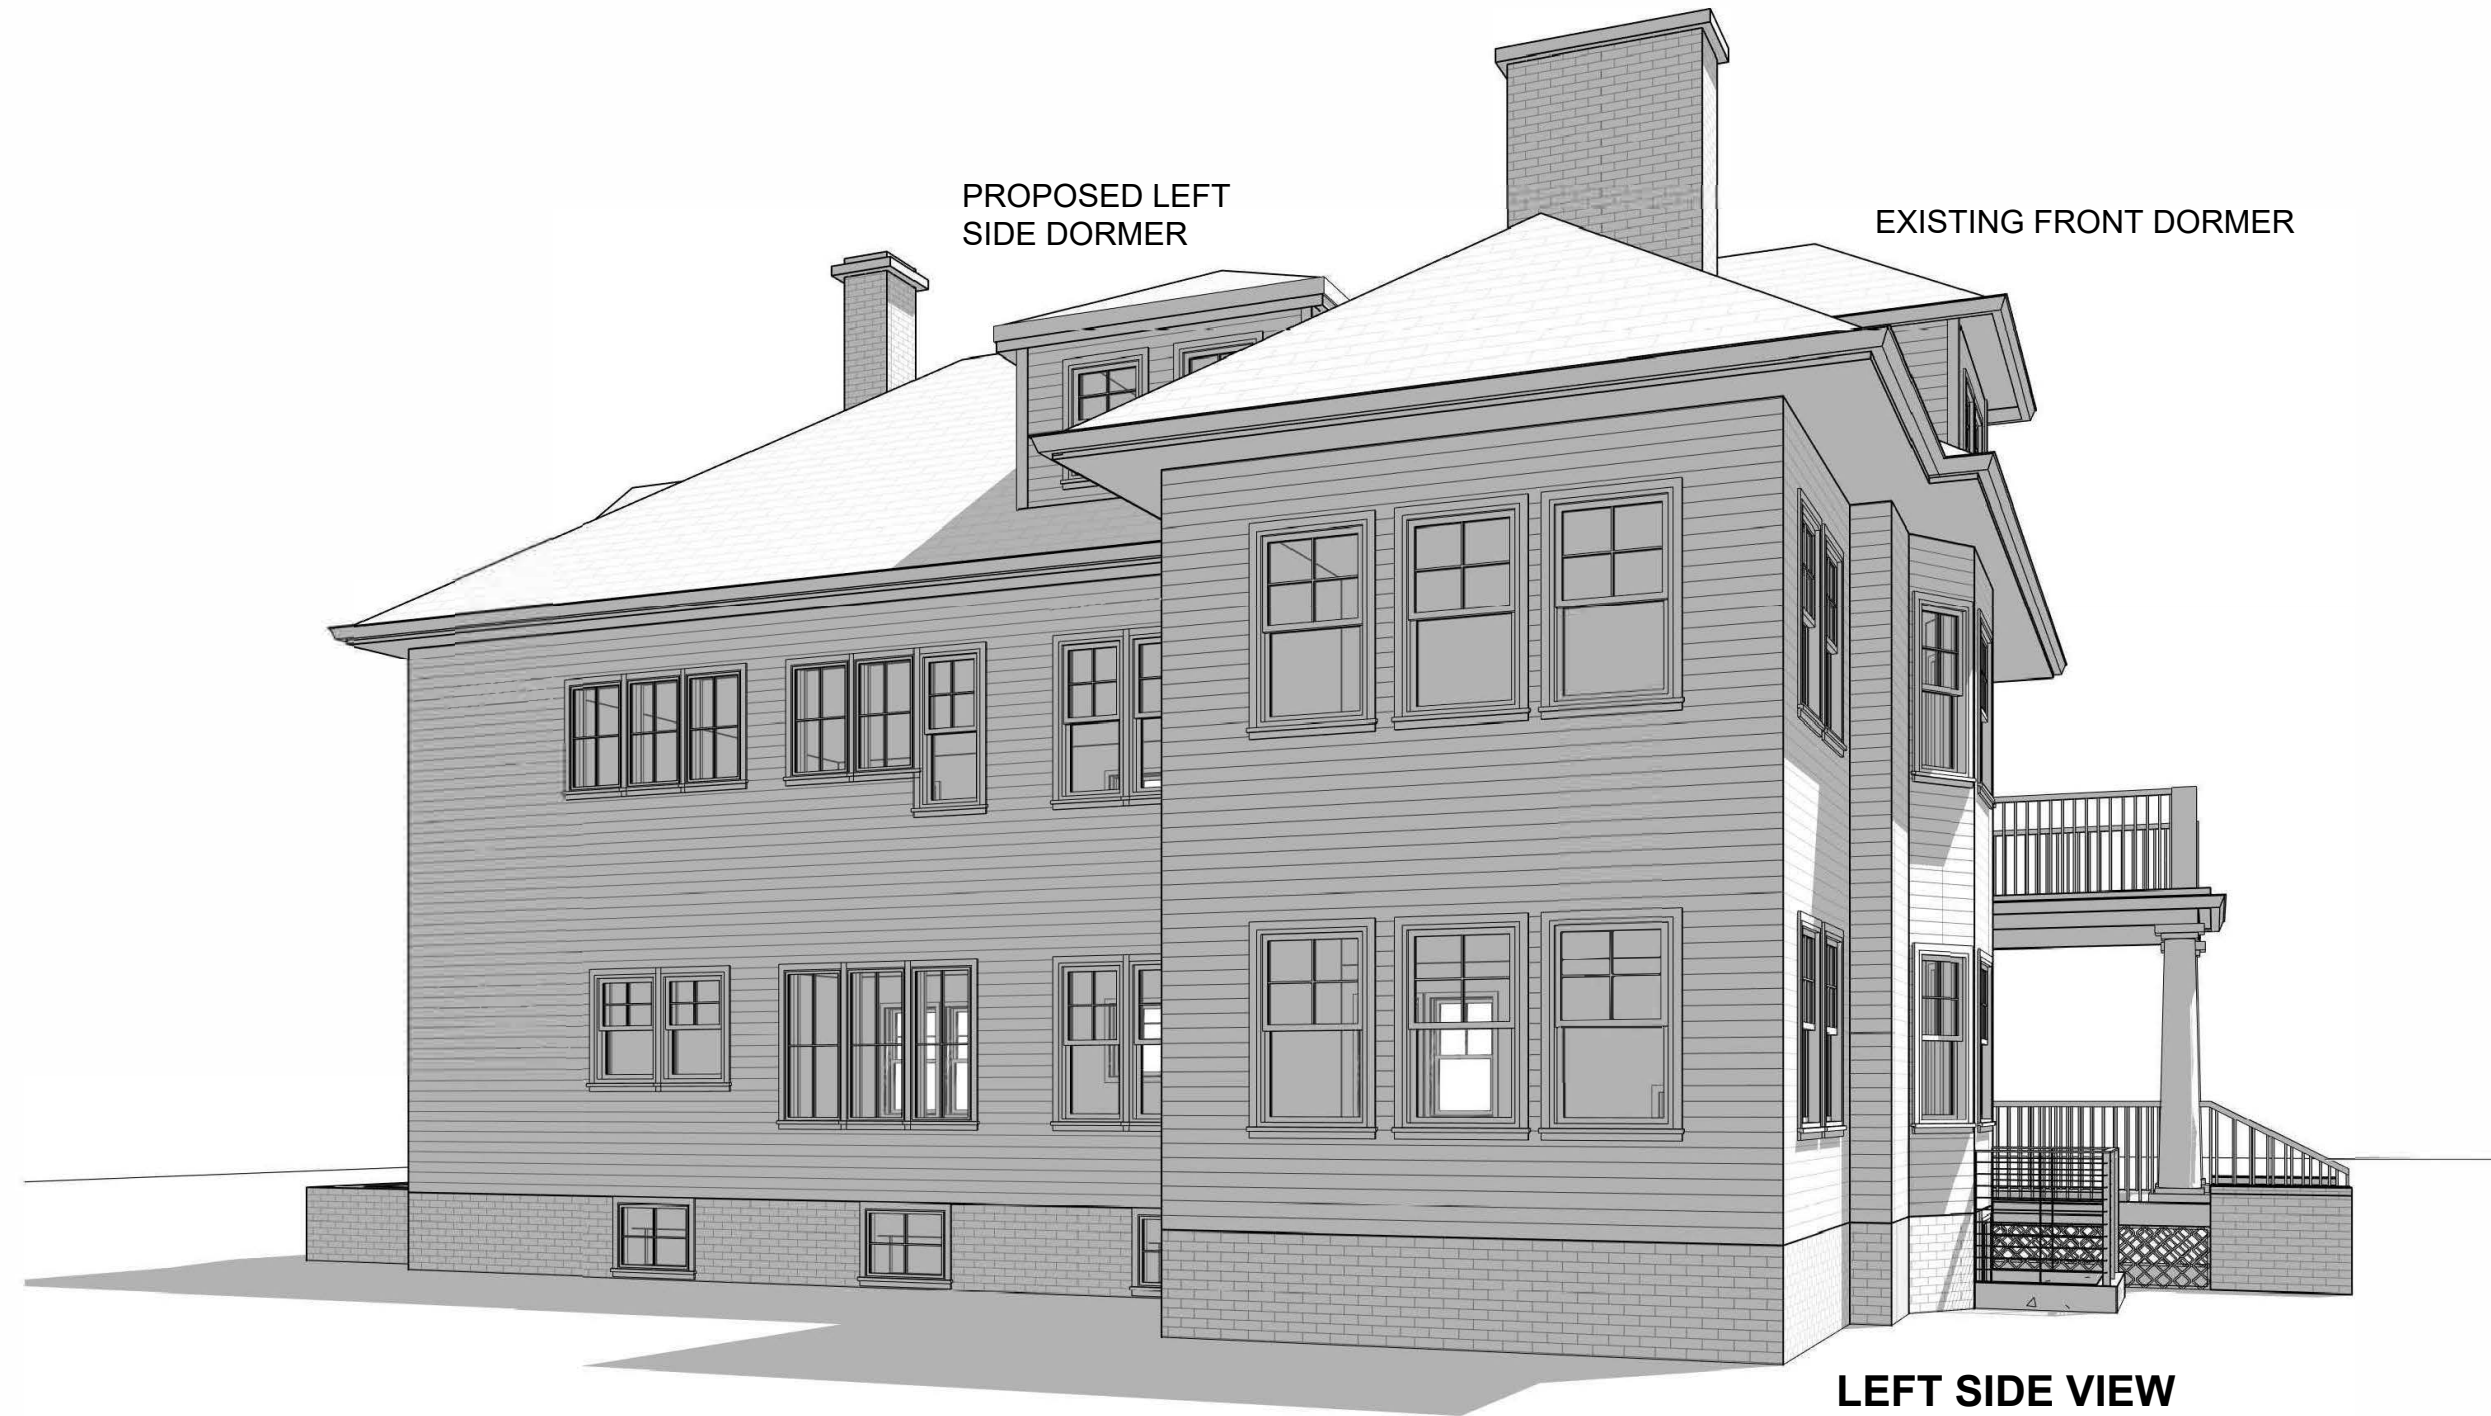 PROPOSED LEFT
SIDE DORMER
EXISTING FRONT DORMER
LEFT SIDE VIEW